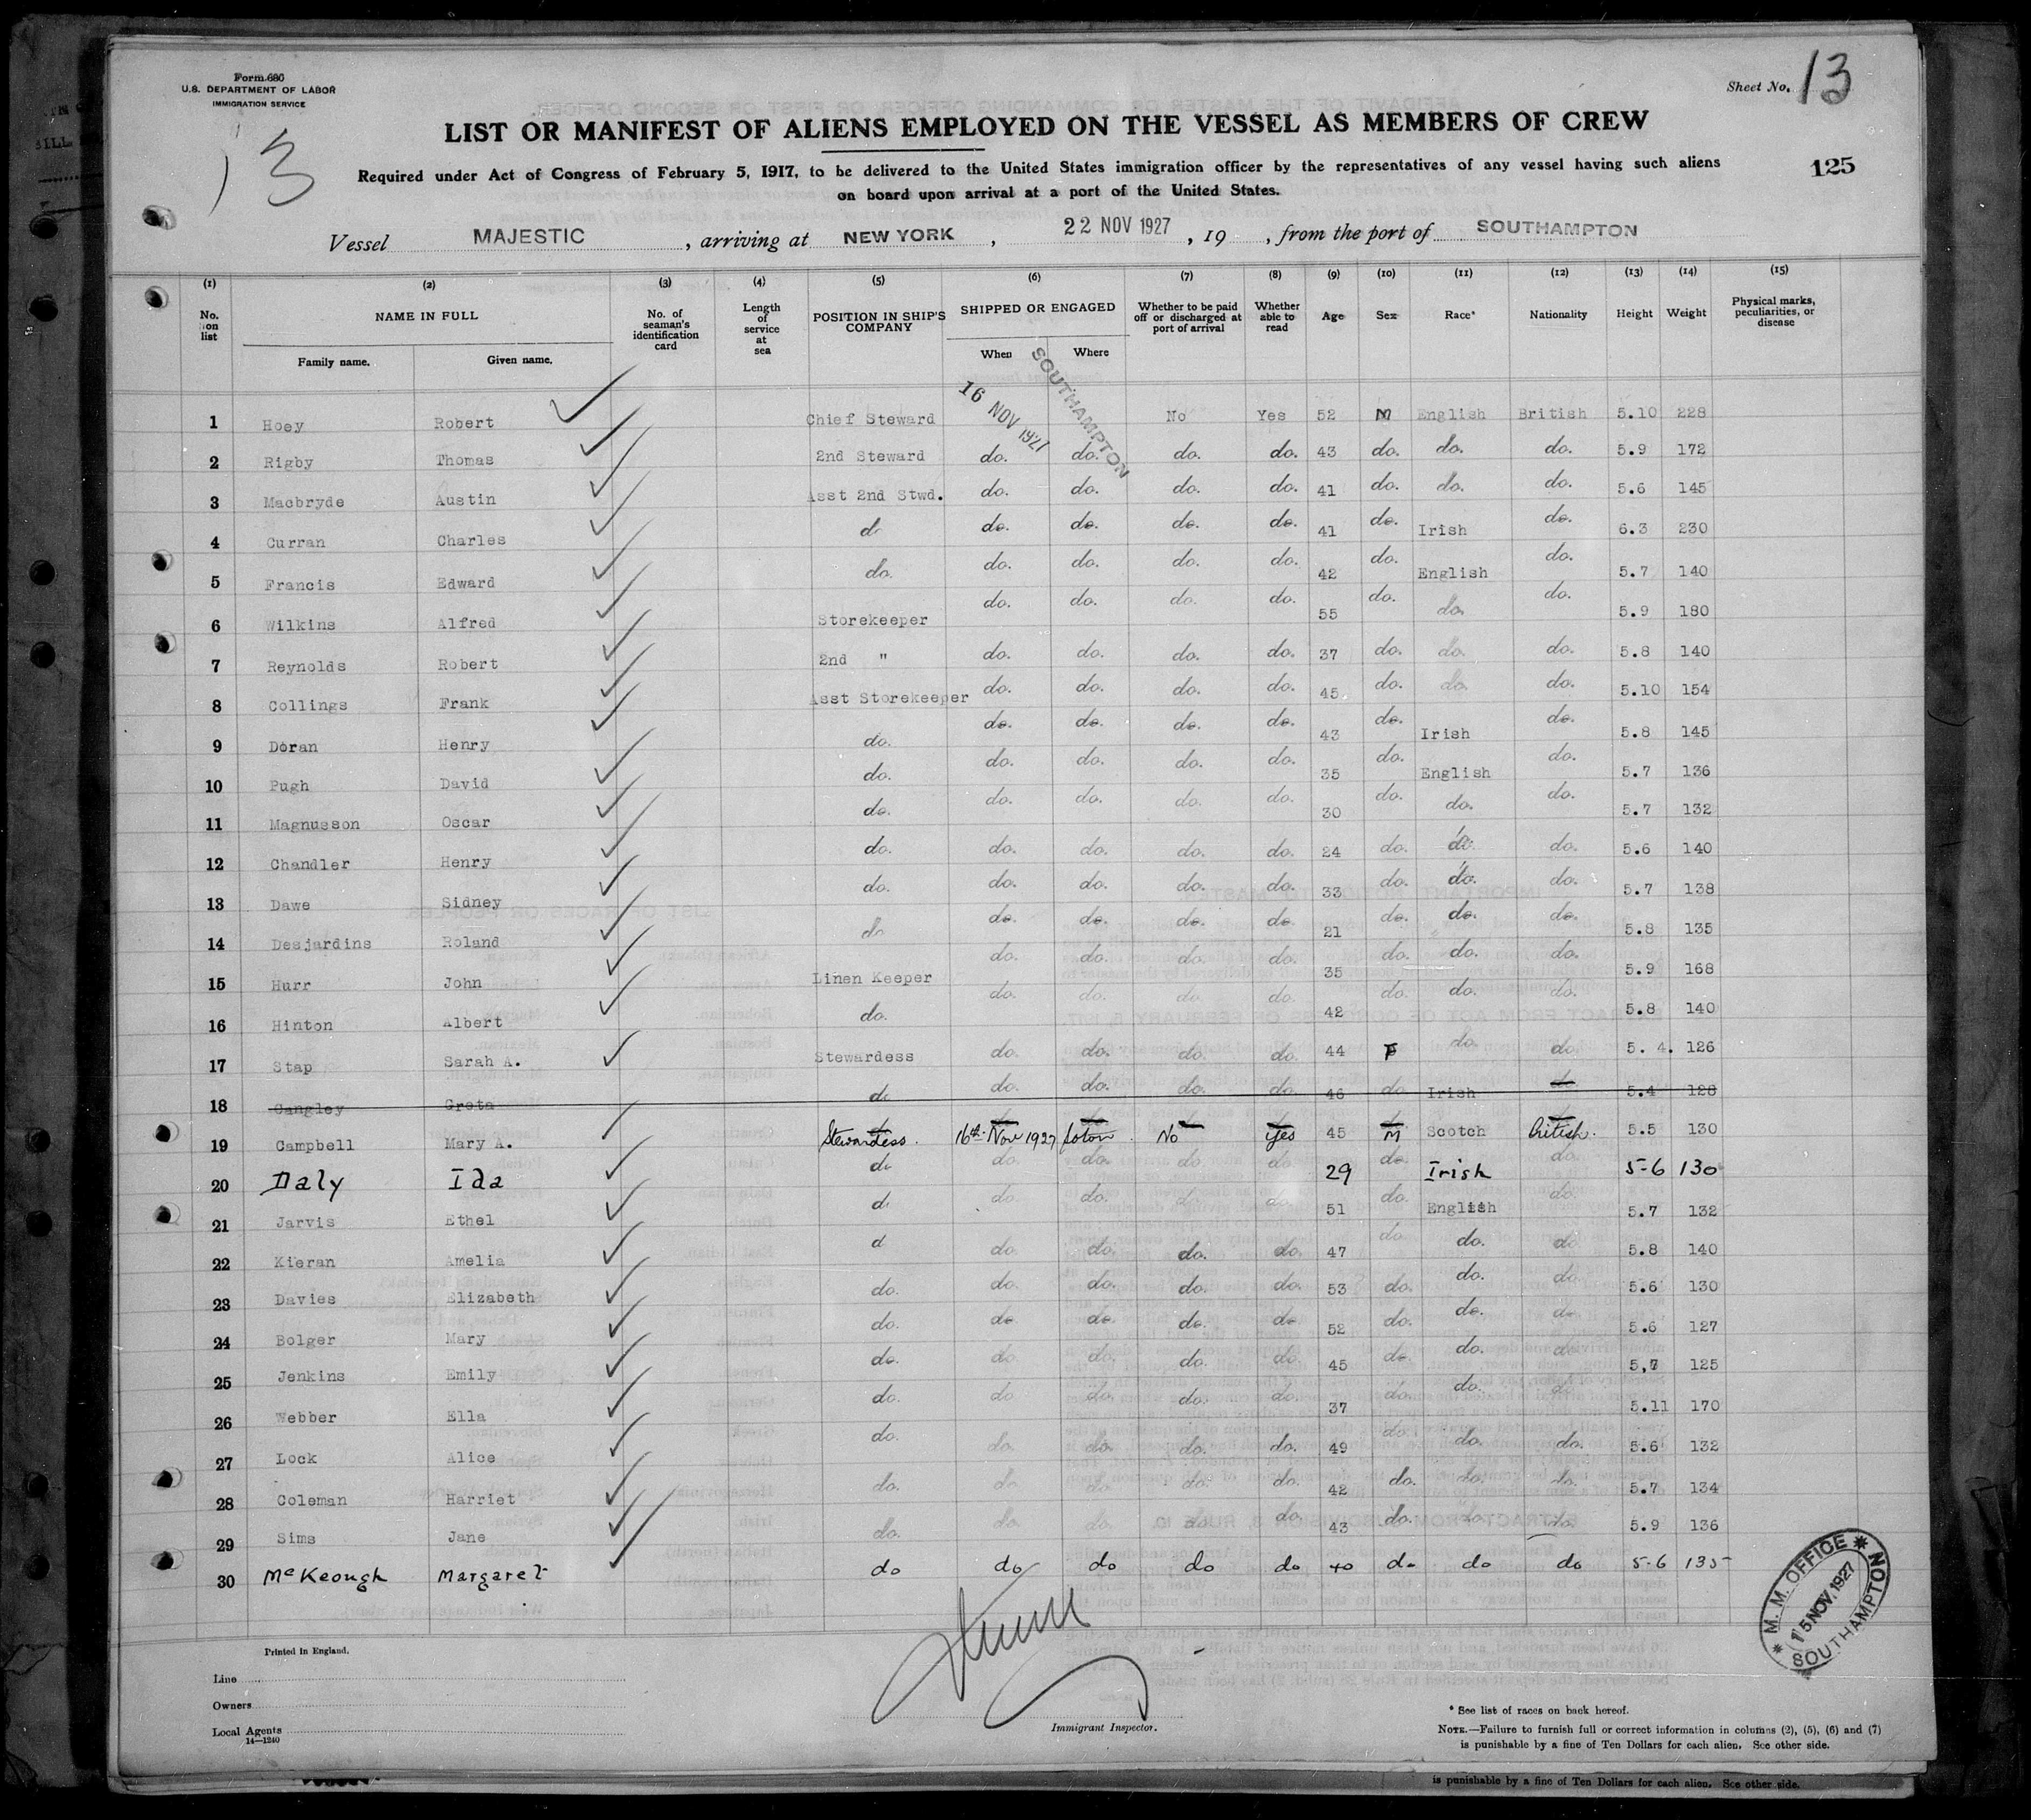 Form 680
U.S. DEPARTMENT OF LABOR
IMMIGRATION SERVICE
Sheet No. 13
13
LIST OR MANIFEST OF ALIENS EMPLOYED ON THE VESSEL AS MEMBERS OF CREW
125
Required under Act of Congress of February 5, 1917, to be delivered to the United States immigration officer by the representatives of any vessel having such aliens
on board upon arrival at a port of the United States.
Vessel MAJESTIC , arriving at NEW YORK , 22 NOV 1927 , 19 , from the port of SOUTHAMPTON
(1) (2) (3) (4) (5) (6) (7) (8) (9) (10) (11) (12) (13) (14) (15)
No. on list NAME IN FULL Family name. Given name. No. of seaman's identification card Length of service at sea POSITION IN SHIP'S COMPANY SHIPPED OR ENGAGED When Where Whether to be paid off or discharged at port of arrival Whether able to read Age Sex Race* Nationality Height Weight Physical marks, peculiarities, or disease
1 Hoey Robert Chief Steward 16 NOV 1927 SOUTHAMPTON No Yes 52 M English British 5.10 228
2 Rigby Thomas 2nd Steward do. do. do. do. 43 do. do. do. 5.9 172
3 Macbryde Austin Asst 2nd Stwd. do. do. do. do. 41 do. do. do. 5.6 145
4 Curran Charles do do. do. do. do. 41 do. Irish do. 6.3 230
5 Francis Edward do. do. do. do. do. 42 do. English do. 5.7 140
6 Wilkins Alfred Storekeeper do. do. do. do. 55 do. do. do. 5.9 180
7 Reynolds Robert 2nd " do. do. do. do. 37 do. do. do. 5.8 140
8 Collings Frank Asst Storekeeper do. do. do. do. 45 do. do. do. 5.10 154
9 Doran Henry do. do. do. do. do. 43 do. Irish do. 5.8 145
10 Pugh David do. do. do. do. do. 35 do. English do. 5.7 136
11 Magnusson Oscar do. do. do. do. do. 30 do. do. do. 5.7 132
12 Chandler Henry do. do. do. do. do. 24 do. do. do. 5.6 140
13 Dawe Sidney do. do. do. do. do. 33 do. do. do. 5.7 138
14 Desjardins Roland do do. do. do. do. 21 do. do. do. 5.8 135
15 Hurr John Linen Keeper do. do. do. do. 35 do. do. do. 5.9 168
16 Hinton Albert do. do. do. do. do. 42 do. do. do. 5.8 140
17 Stap Sarah A. Stewardess do. do. do. do. 44 F do. do. 5. 4. 126
18 Cangley Greta do do. do. do. do. 46 do. Irish do 5.4 128
19 Campbell Mary A. Stewardess. 16th Nov 1927 Soton. No Yes 45 M Scotch British. 5.5 130
20 Daly Ida do do. do. do do. 29 do. Irish do. 5-6 130
21 Jarvis Ethel do do. do. do. do. 51 do. English do. 5.7 132
22 Kieran Amelia d do. do. do. do. 47 do. do. do 5.8 140
23 Davies Elizabeth do. do. do. do. do. 53 do. do. do. 5.6 130
24 Bolger Mary do. do. do. do. do. 52 do. do. do. 5.6 127
25 Jenkins Emily do. do do. do. do. 45 do. do. do. 5,7 125
26 Webber Ella do. do do. do. do. 37 do. do. do. 5.11 170
27 Lock Alice do. do. do. do. do. 49 do. do. do. 5.6 132
28 Coleman Harriet do. do. do. do. do. 42 do. do. do. 5.7 134
29 Sims Jane do. do. do. do. do. 43 do. do. do. 5.9 136
30 McKeough Margaret do do do do do 40 do do do 5-6 135
M. M. OFFICE
15 NOV. 1927
SOUTHAMPTON
Printed in England.
Line
Owners
Local Agents
14—1240
Immigrant Inspector.
* See list of races on back hereof.
NOTE.—Failure to furnish full or correct information in columns (2), (5), (6) and (7)
is punishable by a fine of Ten Dollars for each alien. See other side.
is punishable by a fine of Ten Dollars for each alien. See other side.